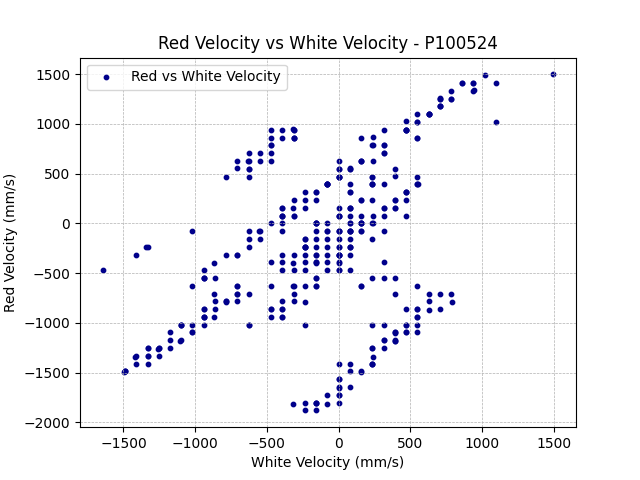 Red Velocity vs White Velocity - P100524
Red vs White Velocity
1500
1000
500
0
−500
−1000
−1500
−2000
Red Velocity (mm/s)
−1500 −1000 −500 0 500 1000 1500
White Velocity (mm/s)